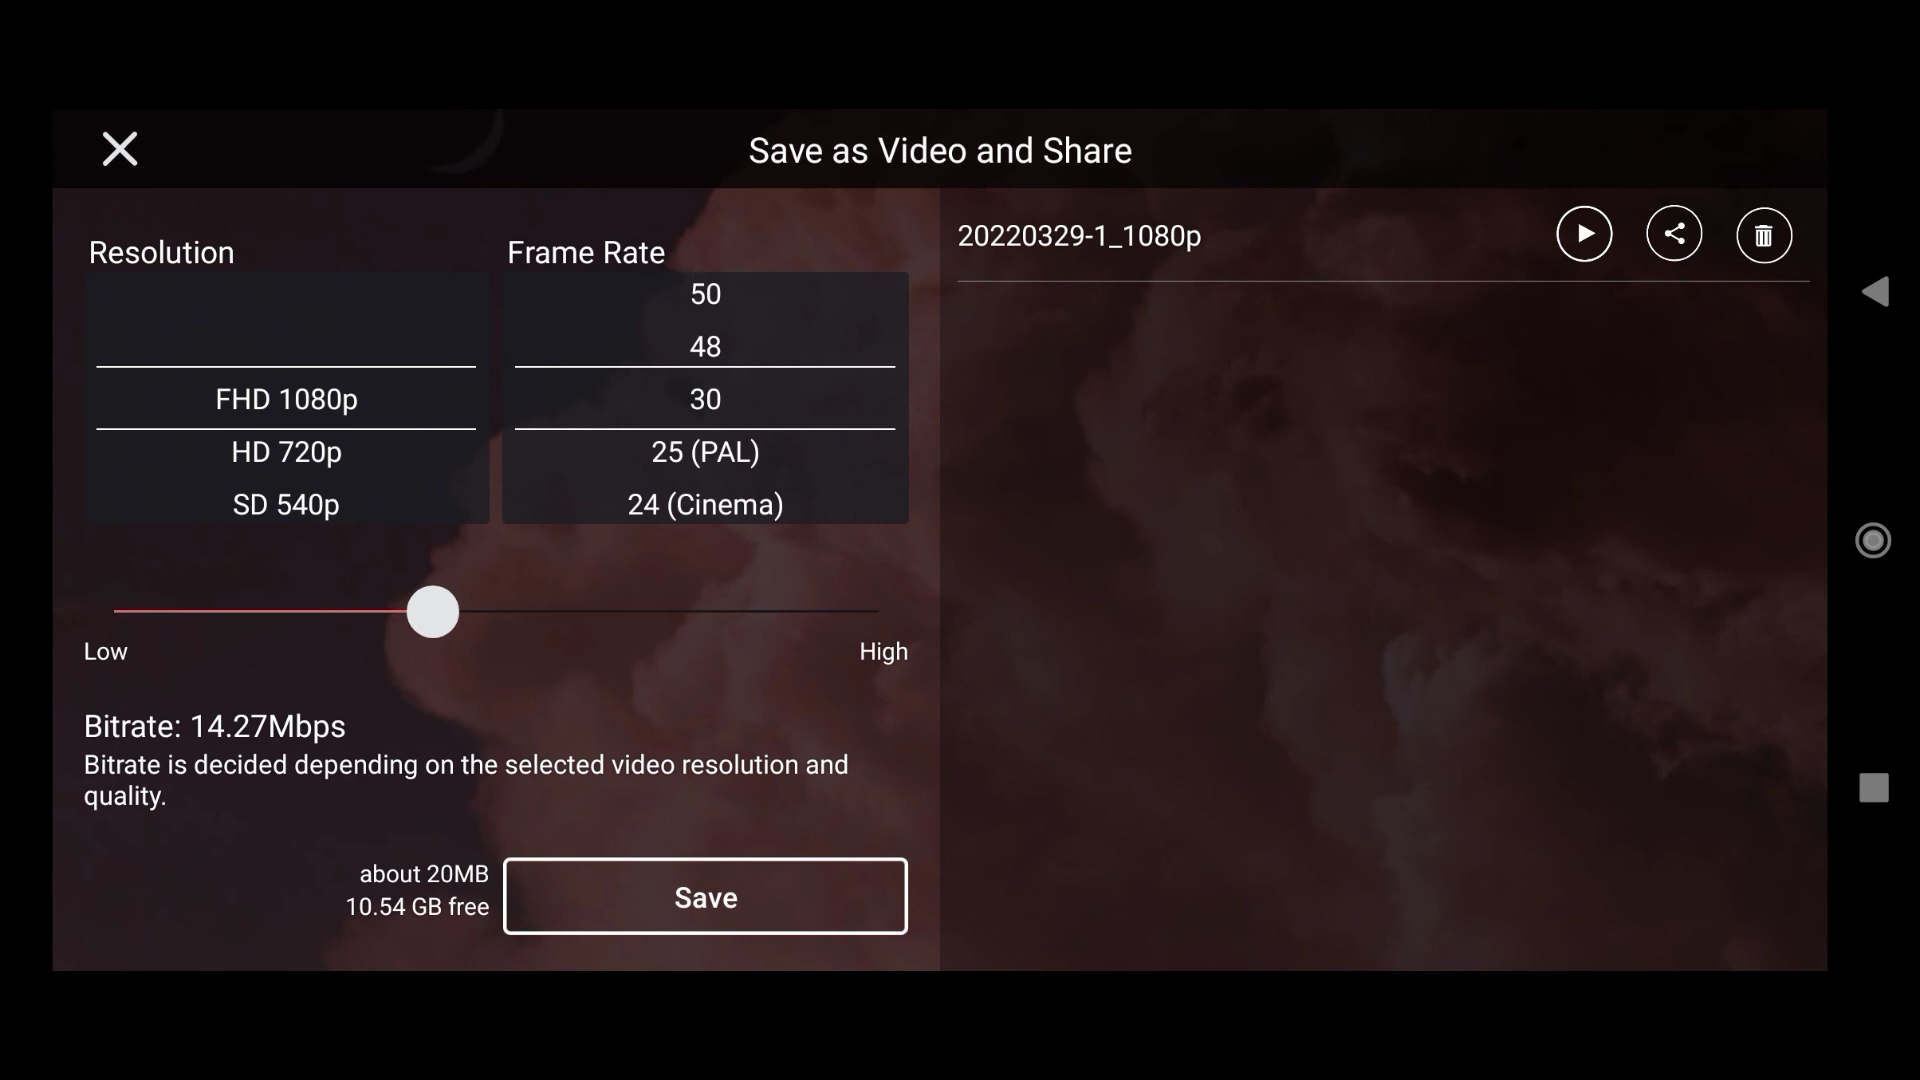 Save as Video and Share
Resolution
FHD 1080p
HD 720p
SD 540p
Frame Rate
50
48
30
25 (PAL)
24 (Cinema)
Low
High
Bitrate: 14.27Mbps
Bitrate is decided depending on the selected video resolution and
quality.
about 20MB
10.54 GB free
Save
20220329-1_1080p